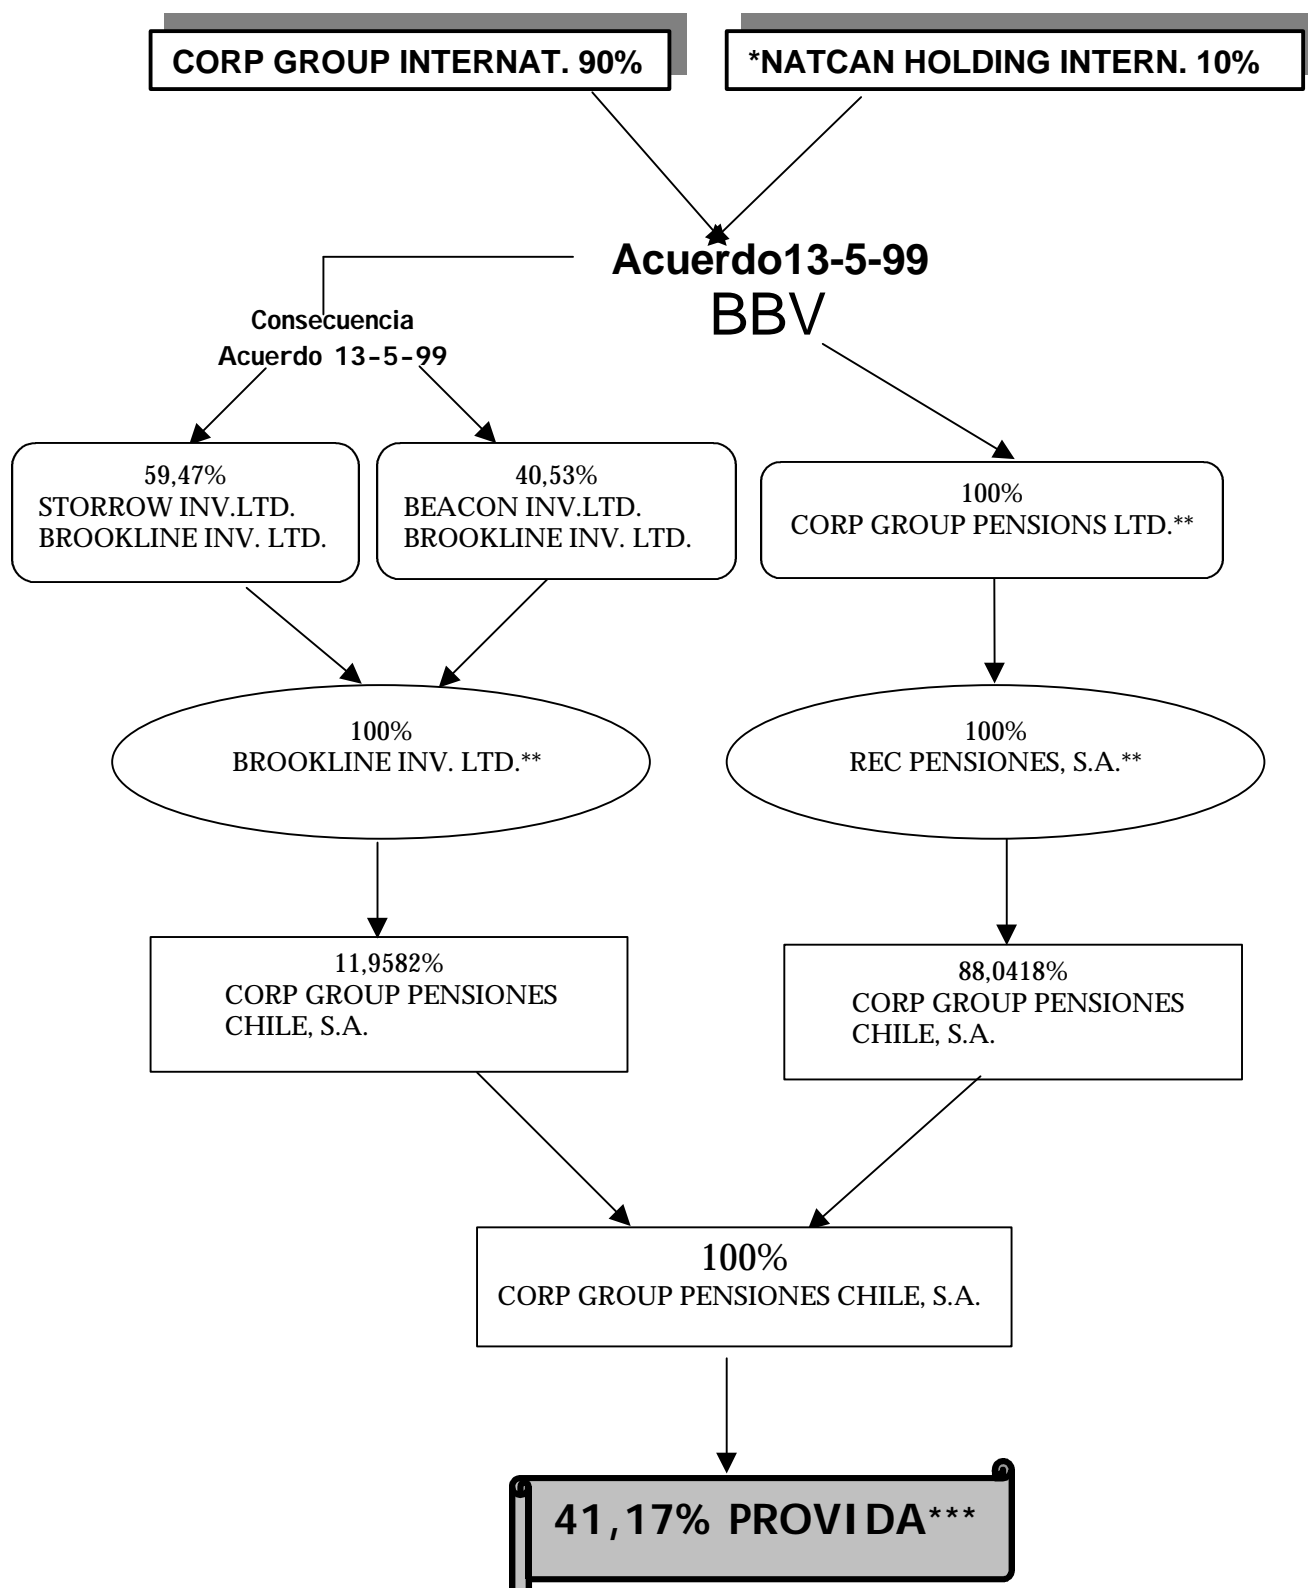 CORP GROUP INTERNAT. 90%
*NATCAN HOLDING INTERN. 10%
Acuerdo13-5-99
BBV
Consecuencia
Acuerdo 13-5-99
59,47%
STORROW INV.LTD.
BROOKLINE INV. LTD.
40,53%
BEACON INV.LTD.
BROOKLINE INV. LTD.
100%
CORP GROUP PENSIONS LTD.**
100%
BROOKLINE INV. LTD.**
100%
REC PENSIONES, S.A.**
11,9582%
CORP GROUP PENSIONES
CHILE, S.A.
88,0418%
CORP GROUP PENSIONES
CHILE, S.A.
100%
CORP GROUP PENSIONES CHILE, S.A.
41,17% PROVIDA***